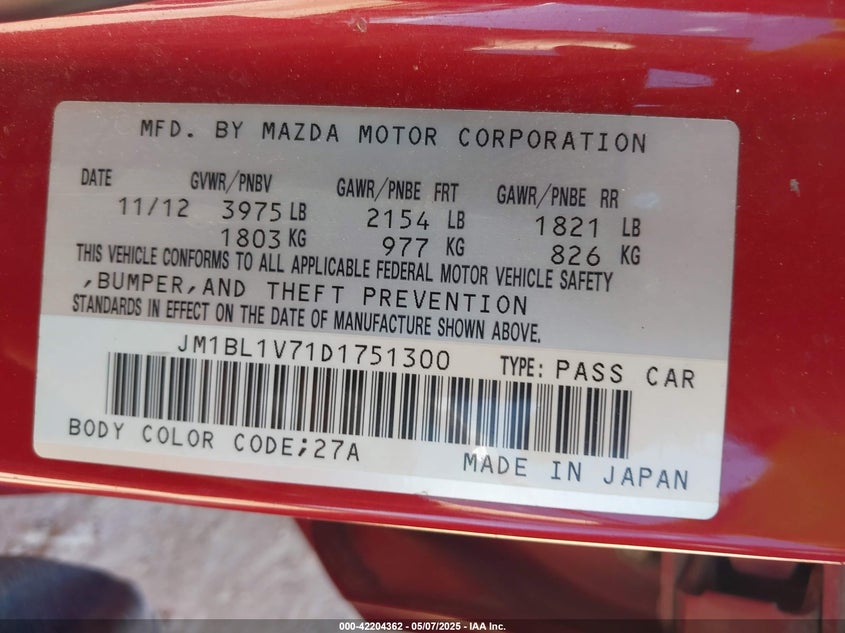 MFD. BY MAZDA MOTOR CORPORATION
DATE GVWR/PNBV GAWR/PNBE FRT GAWR/PNBE RR
11/12 3975 LB 2154 LB 1821 LB
1803 KG 977 KG 826 KG
THIS VEHICLE CONFORMS TO ALL APPLICABLE FEDERAL MOTOR VEHICLE SAFETY
,BUMPER,AND THEFT PREVENTION
STANDARDS IN EFFECT ON THE DATE OF MANUFACTURE SHOWN ABOVE.
JM1BL1V71D1751300 TYPE: PASS CAR
BODY COLOR CODE;27A MADE IN JAPAN
000-42204362 - 05/07/2025 - IAA Inc.